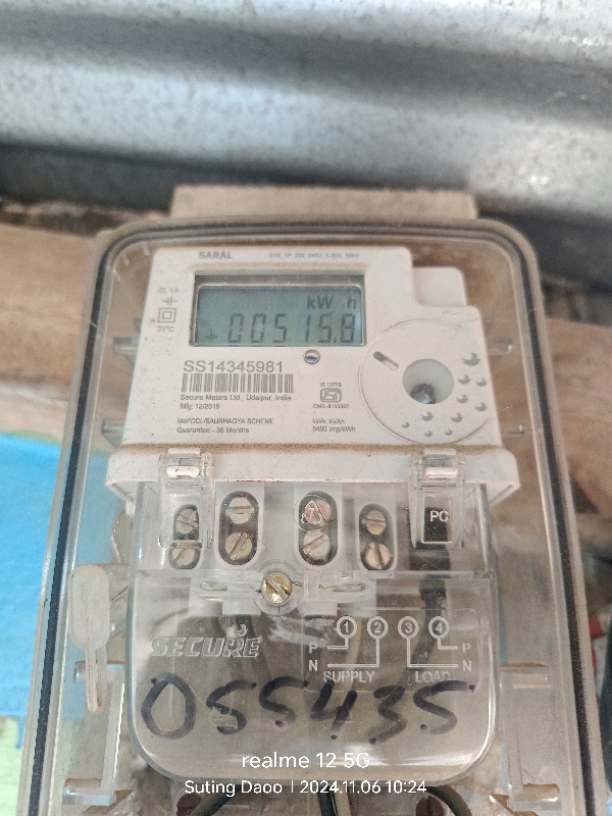 SARAL
kW h
00515.8
SS14345981
Secure Meters Ltd., Udaipur, India
Mfg: 12/2019
Guarantee - 36 Months
PC
1 2 3 4
P P
N N
SUPPLY LOAD
SECURE
055435
realme 12 5G
Suting Daoo | 2024.11.06 10:24